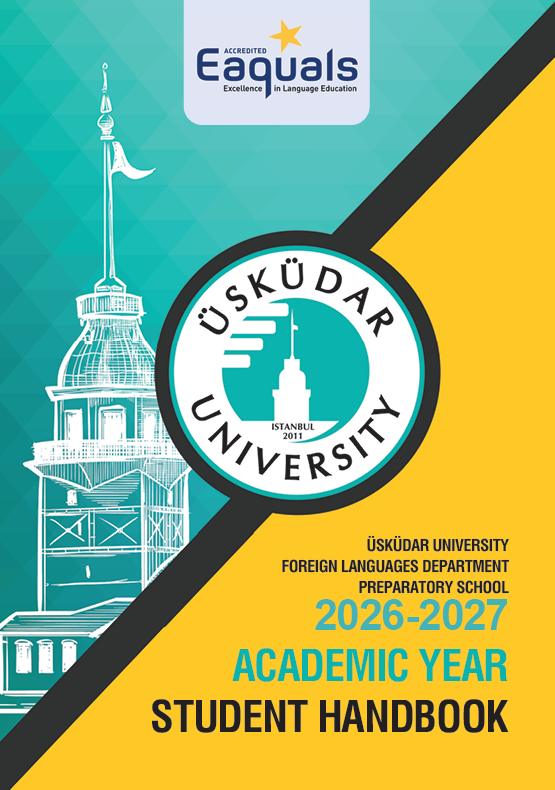 ACCREDITED
Eaquals
Excellence in Language Education
ÜSKÜDAR
UNIVERSITY
ISTANBUL
2011
ÜSKÜDAR UNIVERSITY
FOREIGN LANGUAGES DEPARTMENT
PREPARATORY SCHOOL
2026-2027
ACADEMIC YEAR
STUDENT HANDBOOK